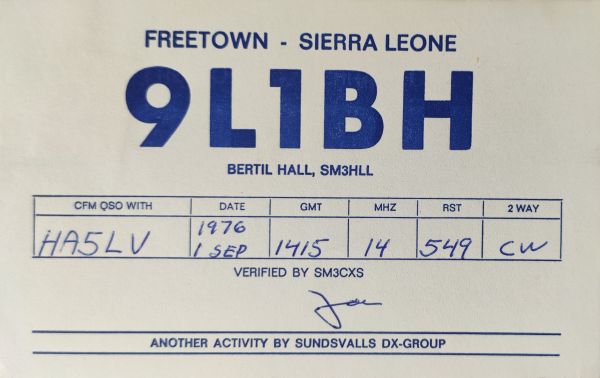 FREETOWN - SIERRA LEONE
9L1BH
BERTIL HALL, SM3HLL
CFM QSO WITH DATE GMT MHZ RST 2 WAY
HA5LV 1976 1 SEP 1415 14 549 CW
VERIFIED BY SM3CXS
ANOTHER ACTIVITY BY SUNDSVALLS DX-GROUP